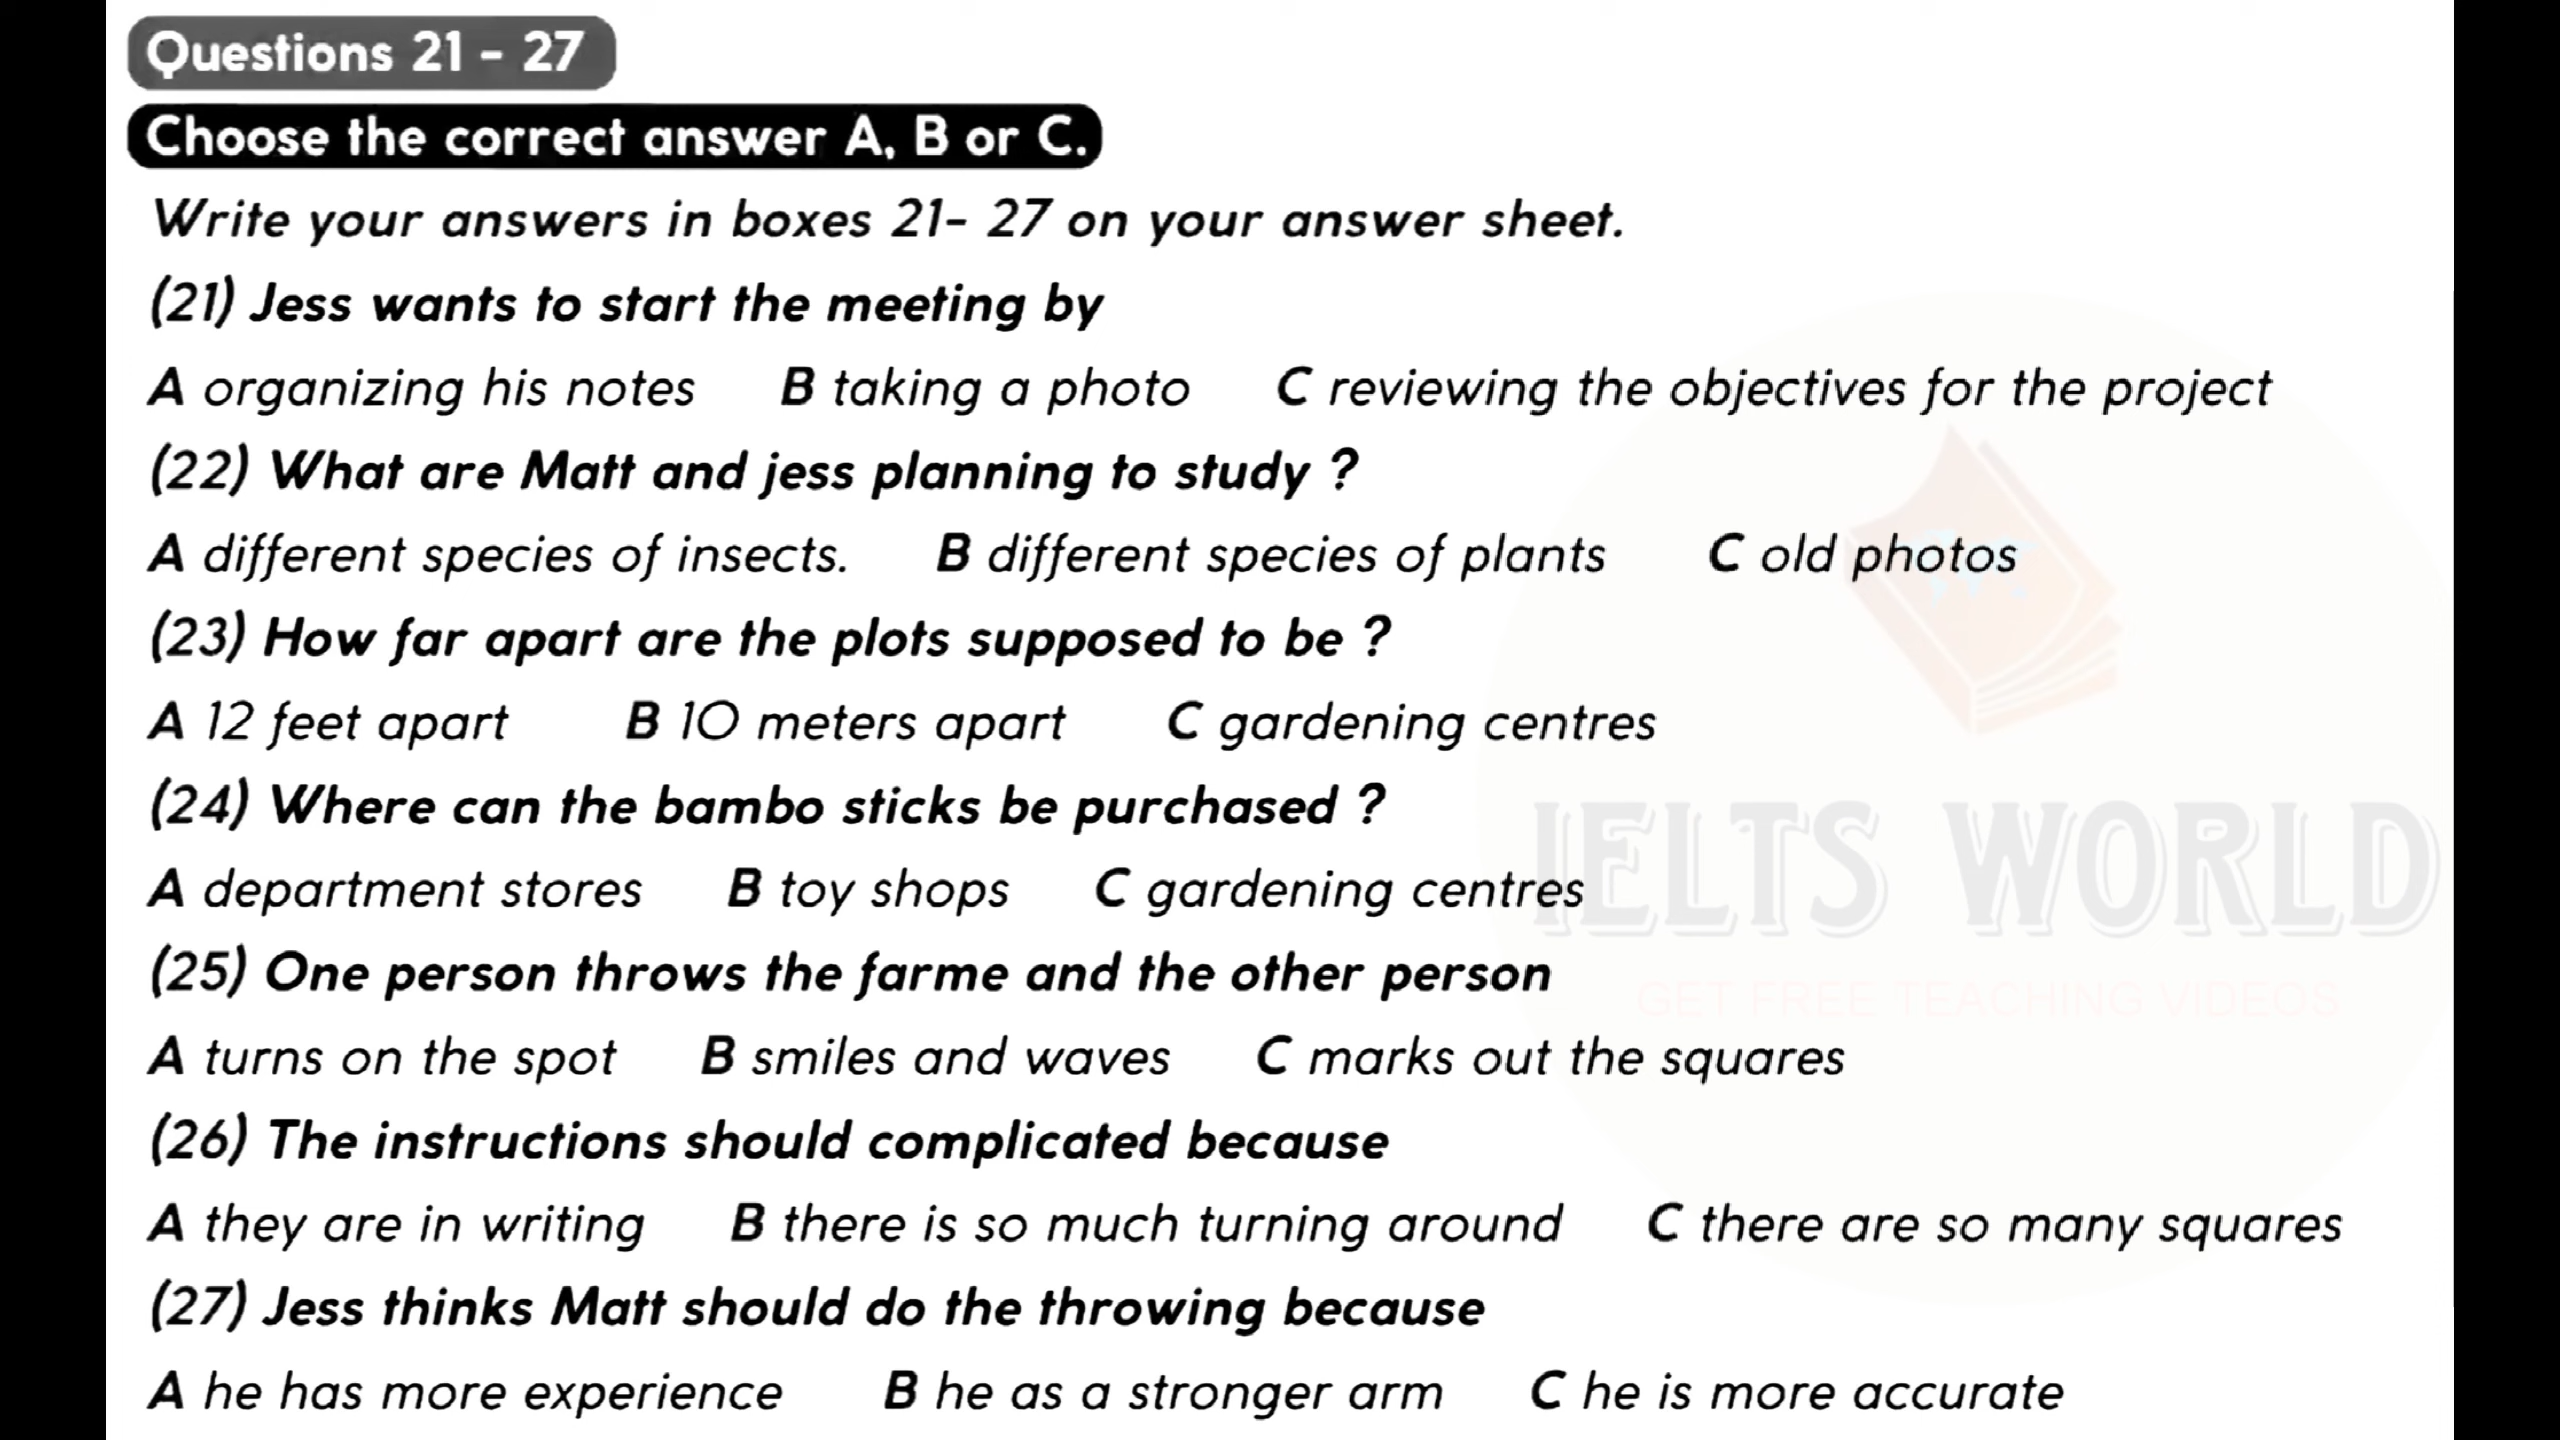 Questions 21 - 27
Choose the correct answer A, B or C.
Write your answers in boxes 21- 27 on your answer sheet.
(21) Jess wants to start the meeting by
A organizing his notes B taking a photo C reviewing the objectives for the project
(22) What are Matt and jess planning to study ?
A different species of insects. B different species of plants C old photos
(23) How far apart are the plots supposed to be ?
A 12 feet apart B 10 meters apart C gardening centres
(24) Where can the bambo sticks be purchased ?
A department stores B toy shops C gardening centres
IELTS WORLD
(25) One person throws the farme and the other person
GET FREE TEACHING VIDEOS
A turns on the spot B smiles and waves C marks out the squares
(26) The instructions should complicated because
A they are in writing B there is so much turning around C there are so many squares
(27) Jess thinks Matt should do the throwing because
A he has more experience B he as a stronger arm C he is more accurate